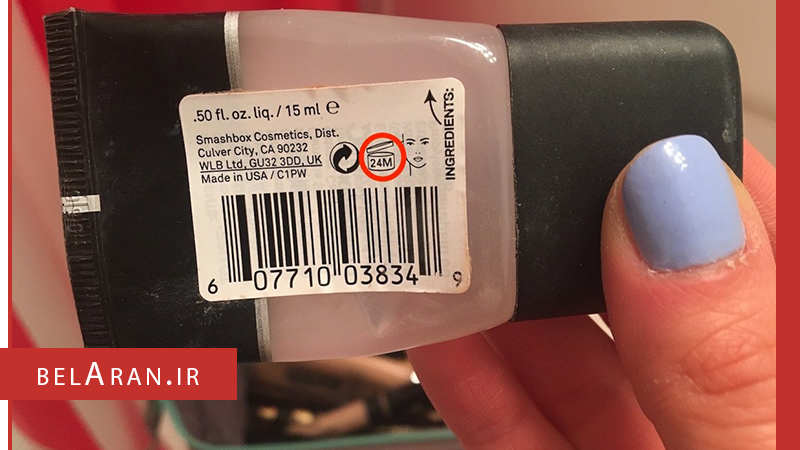 .50 fl. oz. liq. / 15 ml ℮
Smashbox Cosmetics, Dist.
Culver City, CA 90232
WLB Ltd, GU32 3DD, UK
Made in USA / C1PW
24M
INGREDIENTS:
6 07710 03834 9
BELARAN.IR